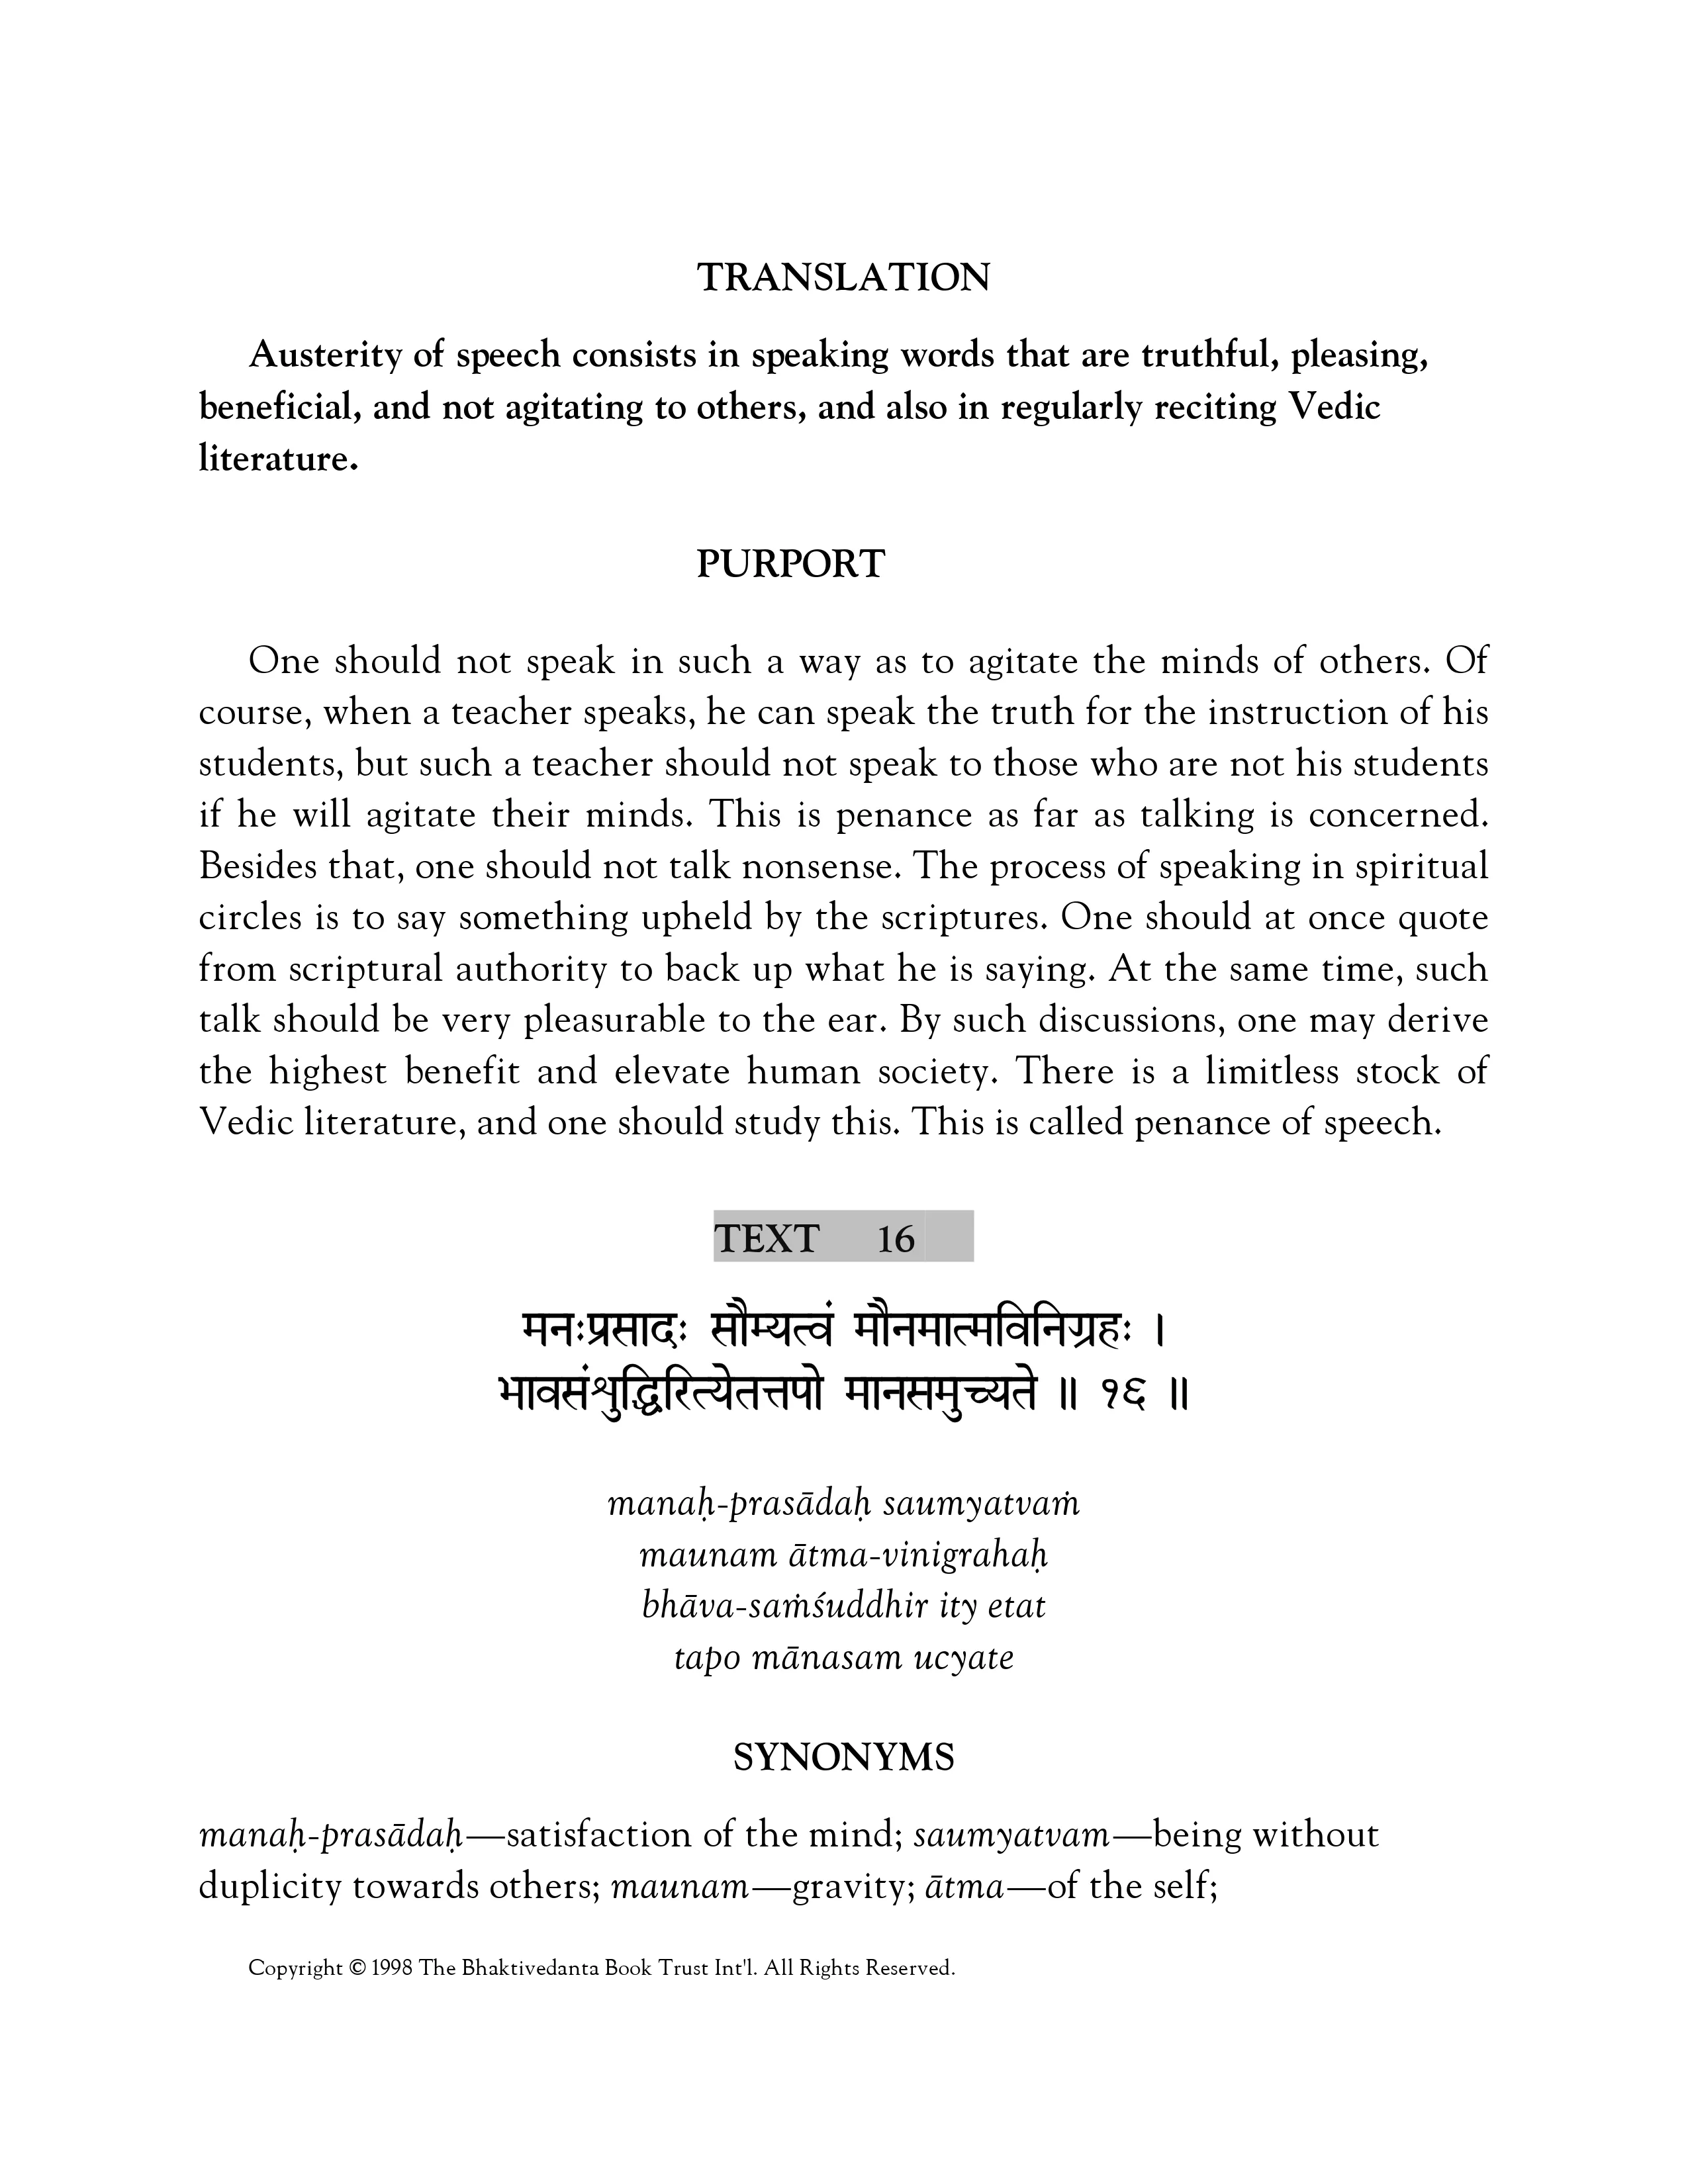 TRANSLATION
Austerity of speech consists in speaking words that are truthful, pleasing,
beneficial, and not agitating to others, and also in regularly reciting Vedic
literature.
PURPORT
One should not speak in such a way as to agitate the minds of others. Of
course, when a teacher speaks, he can speak the truth for the instruction of his
students, but such a teacher should not speak to those who are not his students
if he will agitate their minds. This is penance as far as talking is concerned.
Besides that, one should not talk nonsense. The process of speaking in spiritual
circles is to say something upheld by the scriptures. One should at once quote
from scriptural authority to back up what he is saying. At the same time, such
talk should be very pleasurable to the ear. By such discussions, one may derive
the highest benefit and elevate human society. There is a limitless stock of
Vedic literature, and one should study this. This is called penance of speech.
TEXT 16
मनःप्रसादः सौम्यत्वं मौनमात्मविनिग्रहः ।
भावसंशुद्धिरित्येतत्तपो मानसमुच्यते ॥ १६ ॥
manaḥ-prasādaḥ saumyatvaṁ
maunam ātma-vinigrahaḥ
bhāva-saṁśuddhir ity etat
tapo mānasam ucyate
SYNONYMS
manaḥ-prasādaḥ—satisfaction of the mind; saumyatvam—being without
duplicity towards others; maunam—gravity; ātma—of the self;
Copyright © 1998 The Bhaktivedanta Book Trust Int'l. All Rights Reserved.